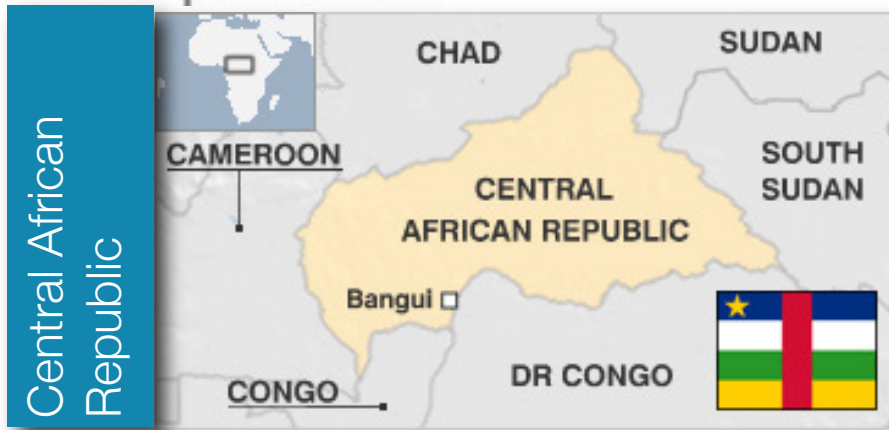 Central African
Republic
CHAD
SUDAN
CAMEROON
SOUTH
SUDAN
CENTRAL
AFRICAN REPUBLIC
Bangui
DR CONGO
CONGO